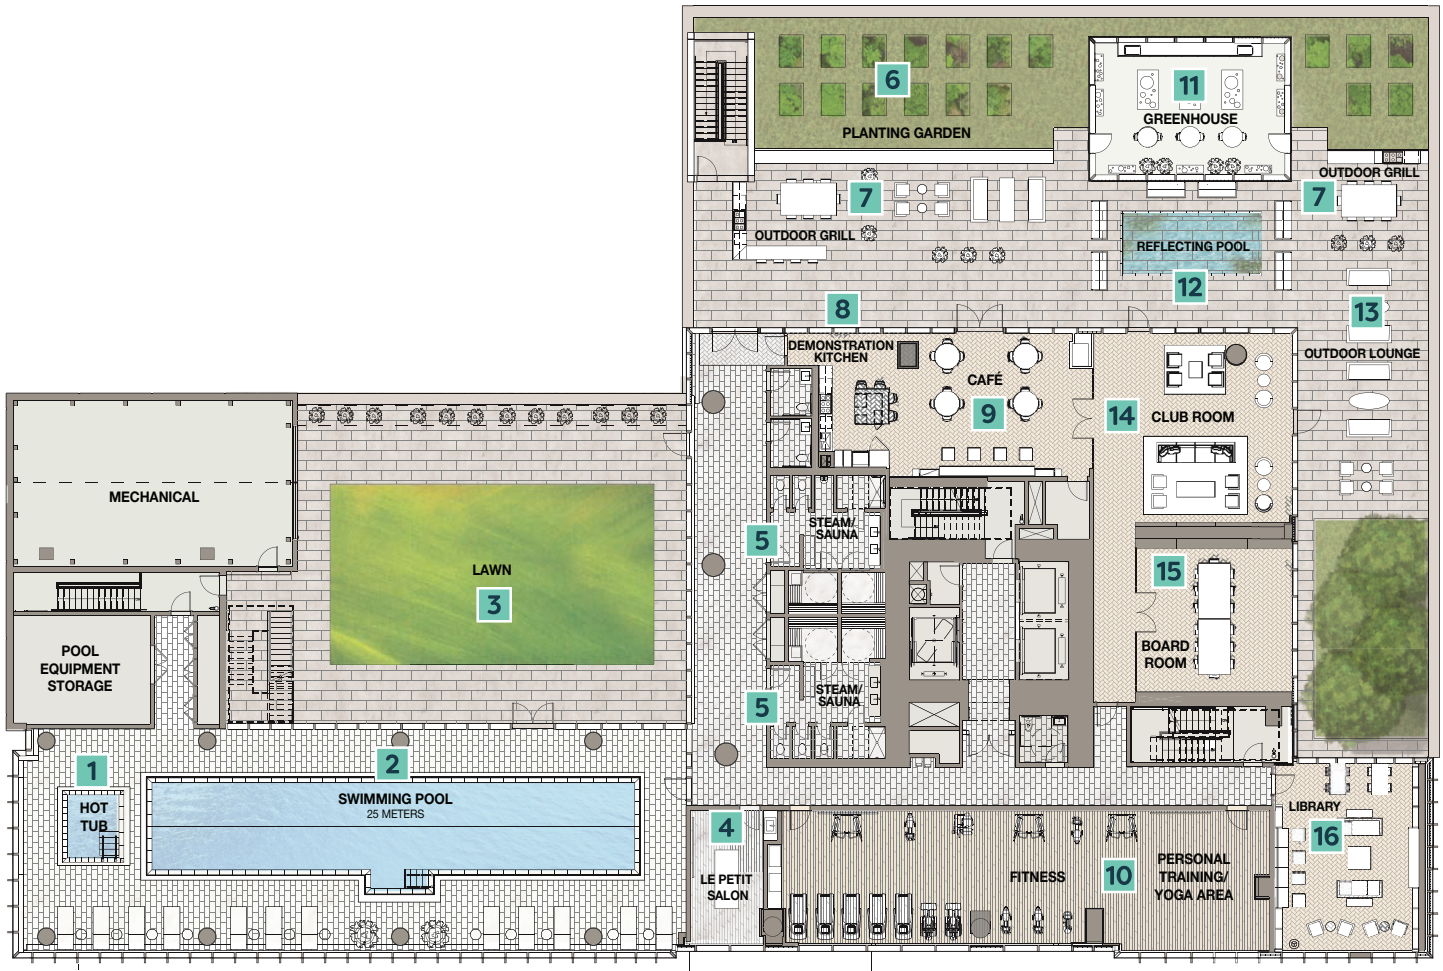 6
PLANTING GARDEN
11
GREENHOUSE
OUTDOOR GRILL
7
7
OUTDOOR GRILL
REFLECTING POOL
12
8
DEMONSTRATION
KITCHEN
13
OUTDOOR LOUNGE
CAFÉ
9
14
CLUB ROOM
MECHANICAL
STEAM/
SAUNA
5
LAWN
3
15
BOARD
ROOM
POOL
EQUIPMENT
STORAGE
STEAM/
SAUNA
5
1
HOT
TUB
2
SWIMMING POOL
25 METERS
4
LE PETIT
SALON
FITNESS
10
PERSONAL
TRAINING/
YOGA AREA
LIBRARY
16